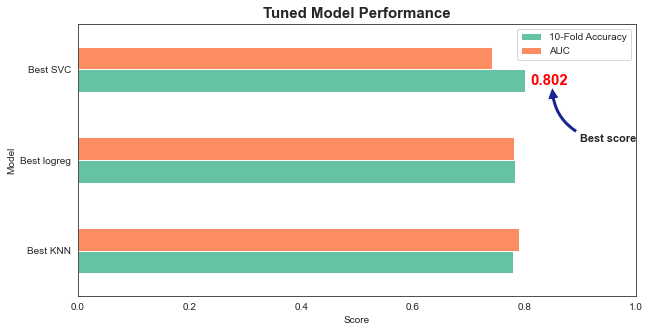 Tuned Model Performance
10-Fold Accuracy
AUC
Best SVC
0.802
Best score
Best logreg
Model
Best KNN
0.0 0.2 0.4 0.6 0.8 1.0
Score